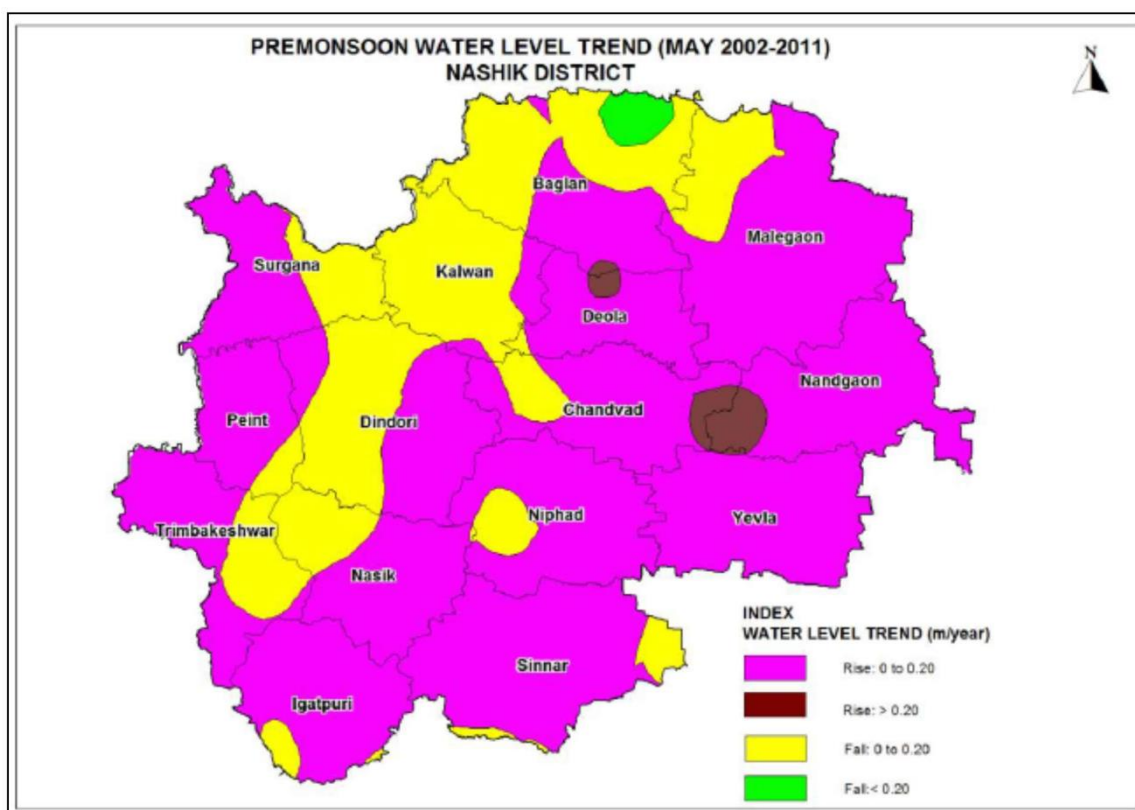 PREMONSOON WATER LEVEL TREND (MAY 2002-2011)
NASHIK DISTRICT
N
Baglan
Malegaon
Surgana
Kalwan
Deola
Nandgaon
Peint
Dindori
Chandvad
Trimbakeshwar
Niphad
Yevla
Nasik
Sinnar
Igatpuri
INDEX
WATER LEVEL TREND (m/year)
Rise: 0 to 0.20
Rise: > 0.20
Fall: 0 to 0.20
Fall:< 0.20